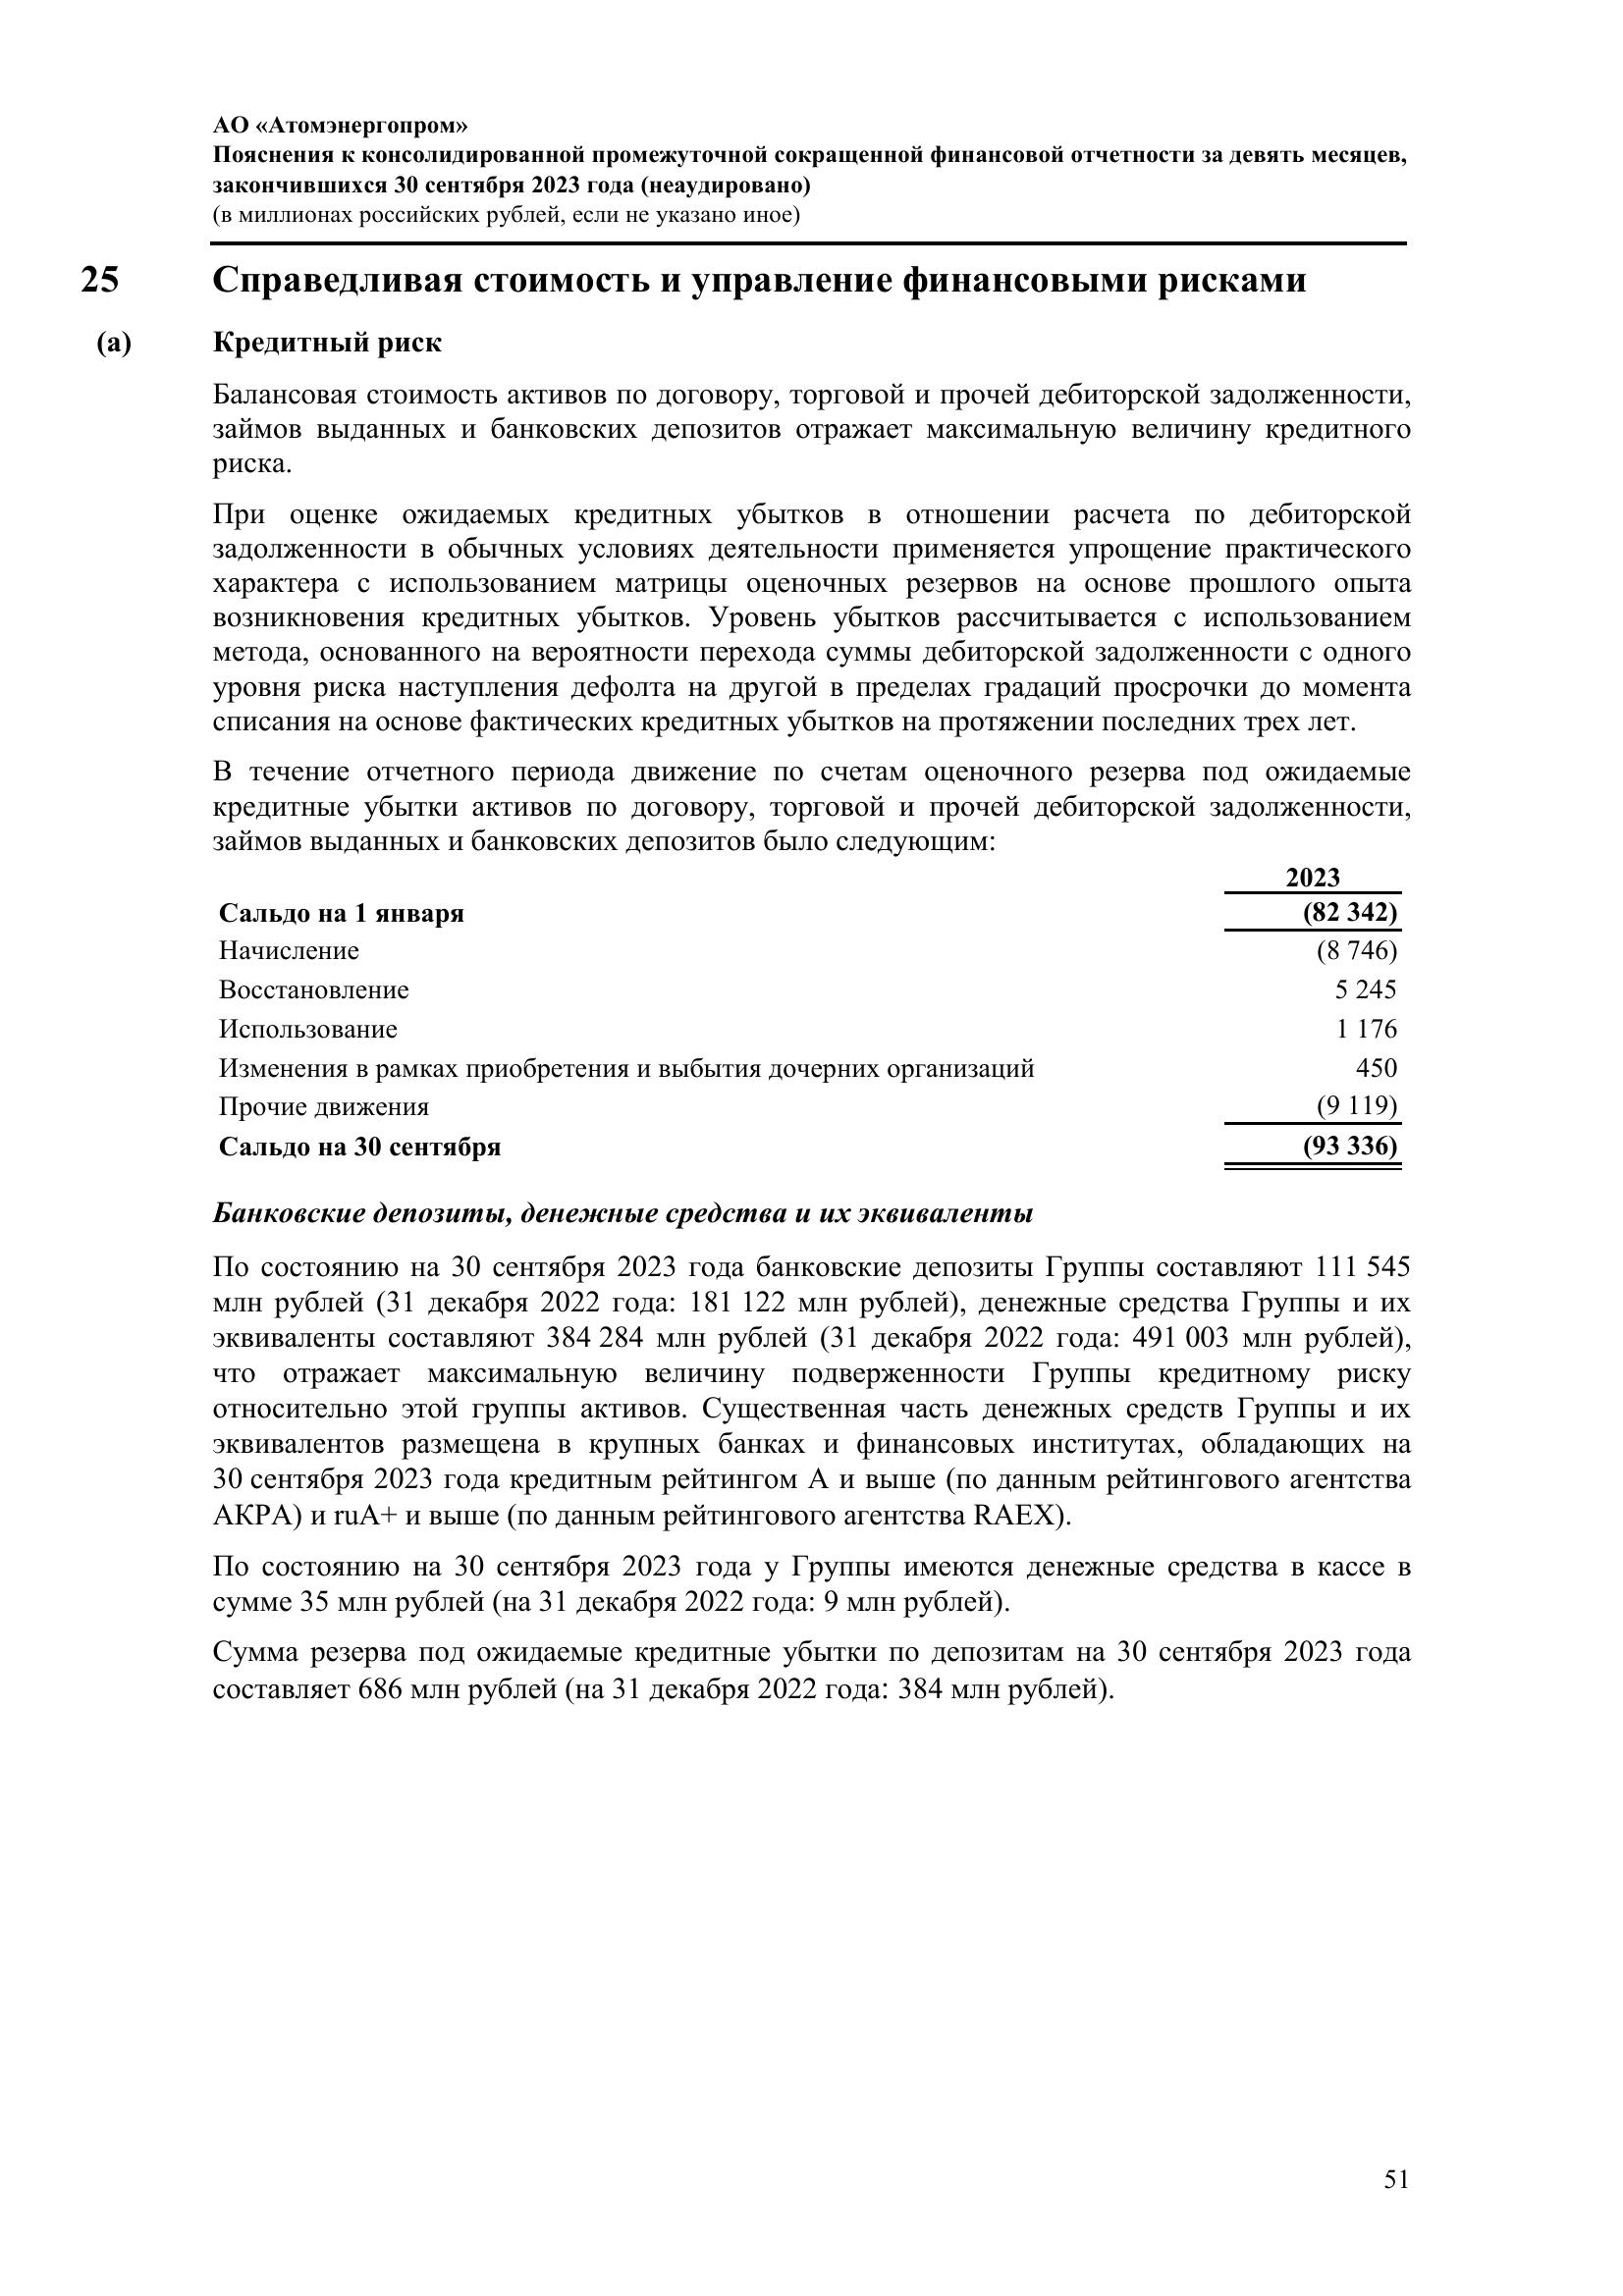 АО «Атомэнергопром»
Пояснения к консолидированной промежуточной сокращенной финансовой отчетности за девять месяцев,
закончившихся 30 сентября 2023 года (неаудировано)
(в миллионах российских рублей, если не указано иное)
25 Справедливая стоимость и управление финансовыми рисками
(а) Кредитный риск
Балансовая стоимость активов по договору, торговой и прочей дебиторской задолженности,
займов выданных и банковских депозитов отражает максимальную величину кредитного
риска.
При оценке ожидаемых кредитных убытков в отношении расчета по дебиторской
задолженности в обычных условиях деятельности применяется упрощение практического
характера с использованием матрицы оценочных резервов на основе прошлого опыта
возникновения кредитных убытков. Уровень убытков рассчитывается с использованием
метода, основанного на вероятности перехода суммы дебиторской задолженности с одного
уровня риска наступления дефолта на другой в пределах градаций просрочки до момента
списания на основе фактических кредитных убытков на протяжении последних трех лет.
В течение отчетного периода движение по счетам оценочного резерва под ожидаемые
кредитные убытки активов по договору, торговой и прочей дебиторской задолженности,
займов выданных и банковских депозитов было следующим:
2023
Сальдо на 1 января (82 342)
Начисление (8 746)
Восстановление 5 245
Использование 1 176
Изменения в рамках приобретения и выбытия дочерних организаций 450
Прочие движения (9 119)
Сальдо на 30 сентября (93 336)
Банковские депозиты, денежные средства и их эквиваленты
По состоянию на 30 сентября 2023 года банковские депозиты Группы составляют 111 545
млн рублей (31 декабря 2022 года: 181 122 млн рублей), денежные средства Группы и их
эквиваленты составляют 384 284 млн рублей (31 декабря 2022 года: 491 003 млн рублей),
что отражает максимальную величину подверженности Группы кредитному риску
относительно этой группы активов. Существенная часть денежных средств Группы и их
эквивалентов размещена в крупных банках и финансовых институтах, обладающих на
30 сентября 2023 года кредитным рейтингом А и выше (по данным рейтингового агентства
АКРА) и ruA+ и выше (по данным рейтингового агентства RAEX).
По состоянию на 30 сентября 2023 года у Группы имеются денежные средства в кассе в
сумме 35 млн рублей (на 31 декабря 2022 года: 9 млн рублей).
Сумма резерва под ожидаемые кредитные убытки по депозитам на 30 сентября 2023 года
составляет 686 млн рублей (на 31 декабря 2022 года: 384 млн рублей).
51